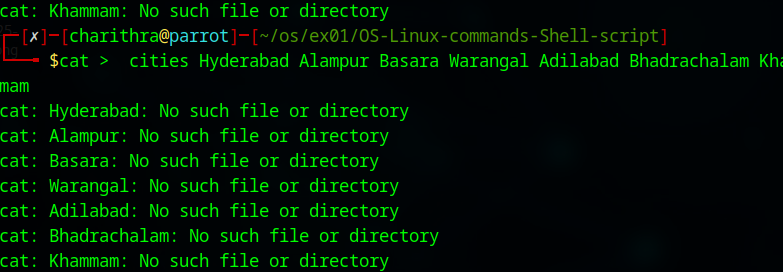 cat: Khammam: No such file or directory
┌─[✗]─[charithra@parrot]─[~/os/ex01/OS-Linux-commands-Shell-script]
└──╼ $cat >  cities Hyderabad Alampur Basara Warangal Adilabad Bhadrachalam Kha
mam
cat: Hyderabad: No such file or directory
cat: Alampur: No such file or directory
cat: Basara: No such file or directory
cat: Warangal: No such file or directory
cat: Adilabad: No such file or directory
cat: Bhadrachalam: No such file or directory
cat: Khammam: No such file or directory